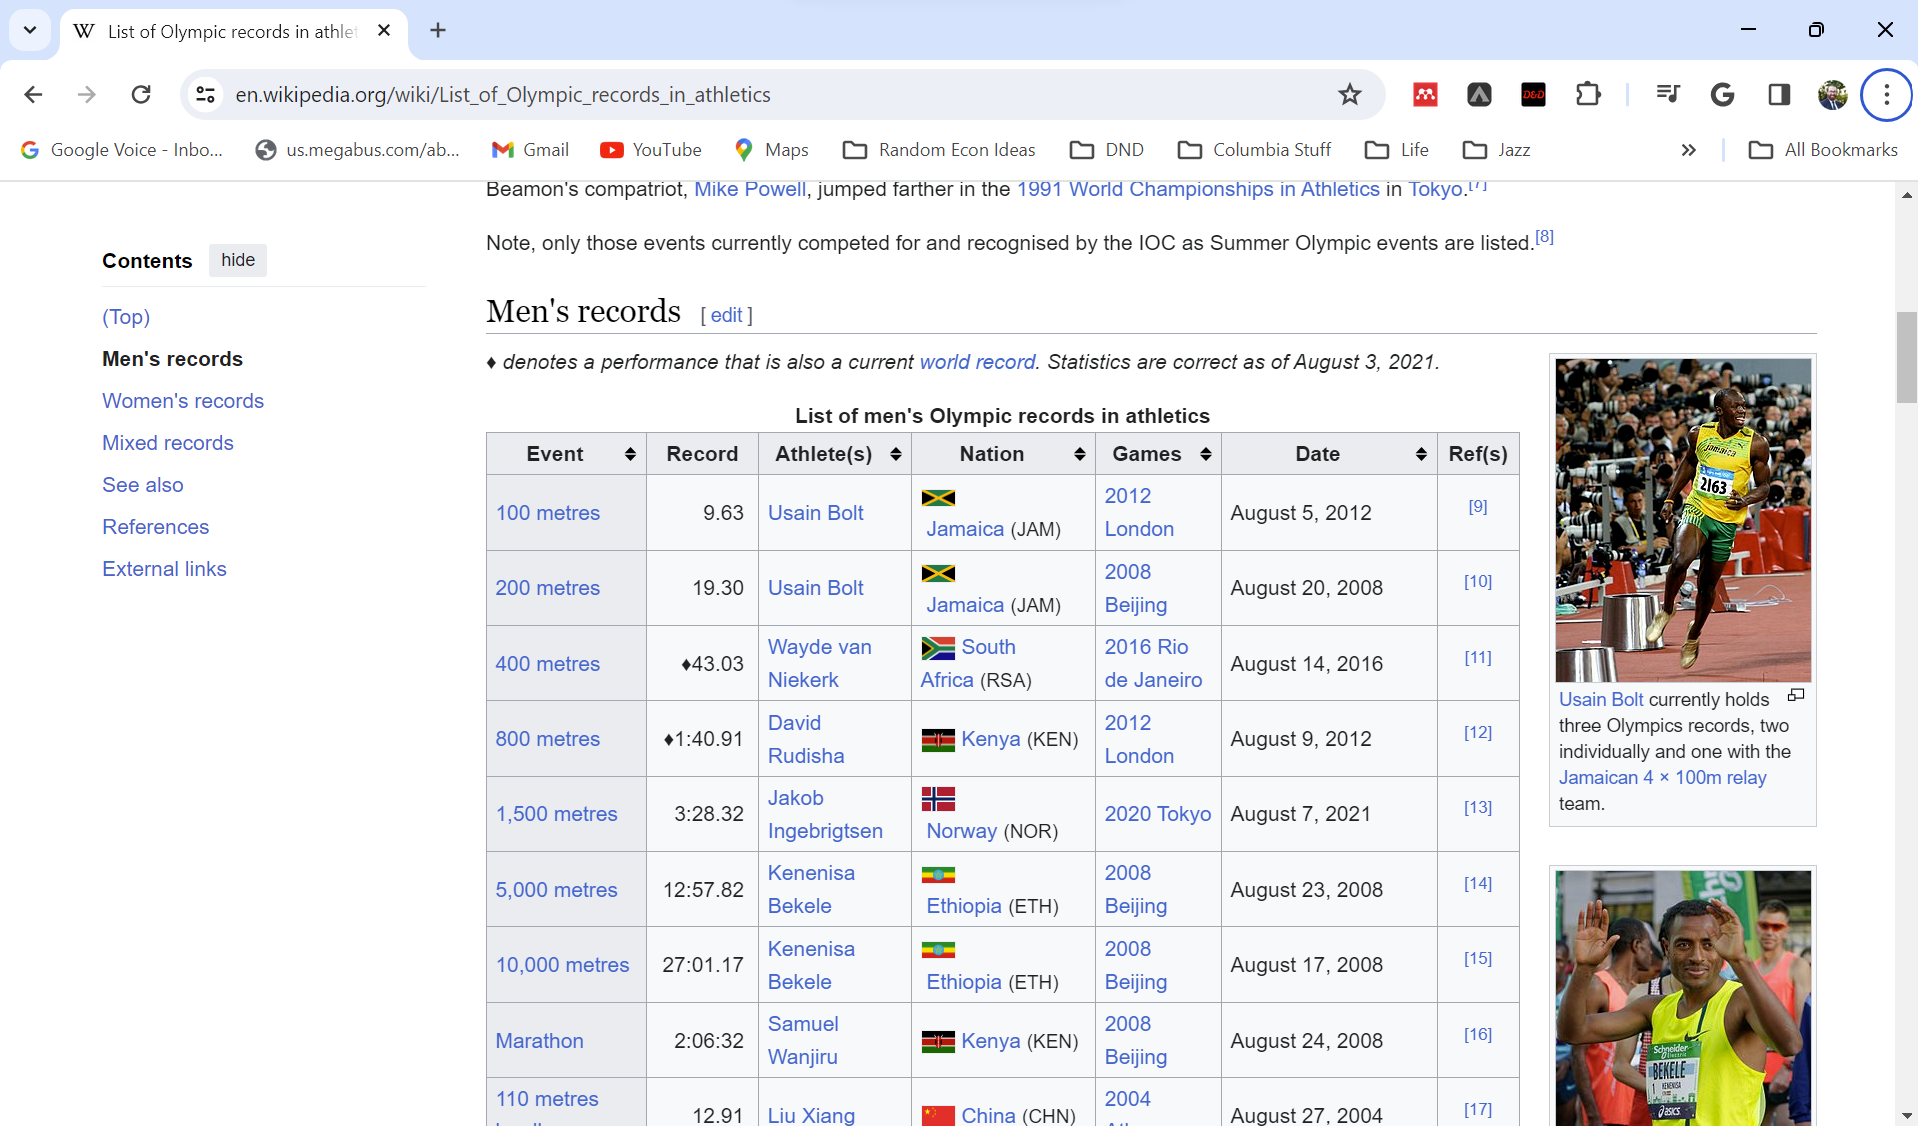 List of Olympic records in athlet
en.wikipedia.org/wiki/List_of_Olympic_records_in_athletics
D&D
Google Voice - Inbo...
us.megabus.com/ab...
Gmail
YouTube
Maps
Random Econ Ideas
DND
Columbia Stuff
Life
Jazz
All Bookmarks
Beamon's compatriot, Mike Powell, jumped farther in the 1991 World Championships in Athletics in Tokyo.[7]
Note, only those events currently competed for and recognised by the IOC as Summer Olympic events are listed.[8]
Contents hide
(Top)
Men's records
Women's records
Mixed records
See also
References
External links
Men's records [ edit ]
♦ denotes a performance that is also a current world record. Statistics are correct as of August 3, 2021.
List of men's Olympic records in athletics
Event Record Athlete(s) Nation Games Date Ref(s)
100 metres 9.63 Usain Bolt Jamaica (JAM) 2012 London August 5, 2012 [9]
200 metres 19.30 Usain Bolt Jamaica (JAM) 2008 Beijing August 20, 2008 [10]
400 metres ♦43.03 Wayde van Niekerk South Africa (RSA) 2016 Rio de Janeiro August 14, 2016 [11]
800 metres ♦1:40.91 David Rudisha Kenya (KEN) 2012 London August 9, 2012 [12]
1,500 metres 3:28.32 Jakob Ingebrigtsen Norway (NOR) 2020 Tokyo August 7, 2021 [13]
5,000 metres 12:57.82 Kenenisa Bekele Ethiopia (ETH) 2008 Beijing August 23, 2008 [14]
10,000 metres 27:01.17 Kenenisa Bekele Ethiopia (ETH) 2008 Beijing August 17, 2008 [15]
Marathon 2:06:32 Samuel Wanjiru Kenya (KEN) 2008 Beijing August 24, 2008 [16]
110 metres 12.91 Liu Xiang China (CHN) 2004 August 27, 2004 [17]
Jamaica
2163
Usain Bolt currently holds
three Olympics records, two
individually and one with the
Jamaican 4 × 100m relay
team.
Schneider
Electric
BEKELE
1 KENENISA
asics